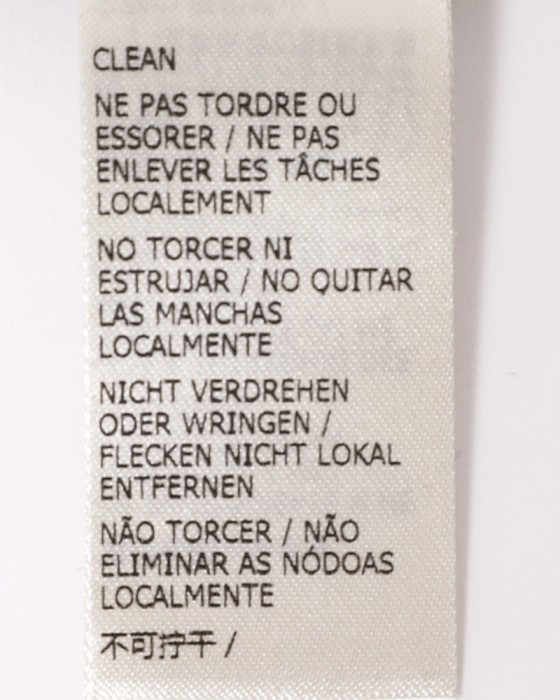 CLEAN
NE PAS TORDRE OU
ESSORER / NE PAS
ENLEVER LES TÂCHES
LOCALEMENT
NO TORCER NI
ESTRUJAR / NO QUITAR
LAS MANCHAS
LOCALMENTE
NICHT VERDREHEN
ODER WRINGEN /
FLECKEN NICHT LOKAL
ENTFERNEN
NÃO TORCER / NÃO
ELIMINAR AS NÓDOAS
LOCALMENTE
不可拧干 /